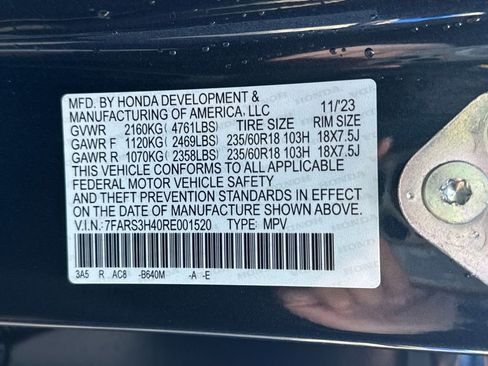 MFD. BY HONDA DEVELOPMENT &
MANUFACTURING OF AMERICA, LLC 11/23
GVWR 2160KG ( 4761LBS) TIRE SIZE RIM SIZE
GAWR F 1120KG ( 2469LBS) 235/60R18 103H 18X7.5J
GAWR R 1070KG ( 2358LBS) 235/60R18 103H 18X7.5J
THIS VEHICLE CONFORMS TO ALL APPLICABLE
FEDERAL MOTOR VEHICLE SAFETY
AND THEFT PREVENTION STANDARDS IN EFFECT
ON THE DATE OF MANUFACTURE SHOWN ABOVE.
V.I.N.: 7FARS3H40RE001520 TYPE: MPV
3A5 R AC8 -B640M -A -E